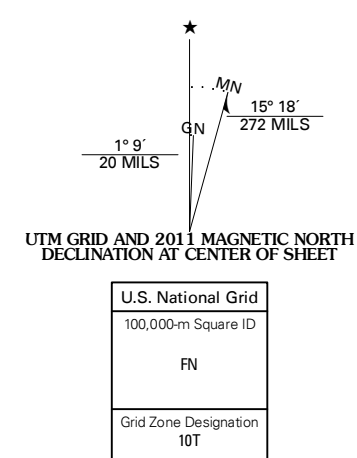 ★
MN
15° 18´
272 MILS
GN
1° 9´
20 MILS
UTM GRID AND 2011 MAGNETIC NORTH
DECLINATION AT CENTER OF SHEET
U.S. National Grid
100,000-m Square ID
FN
Grid Zone Designation
10T